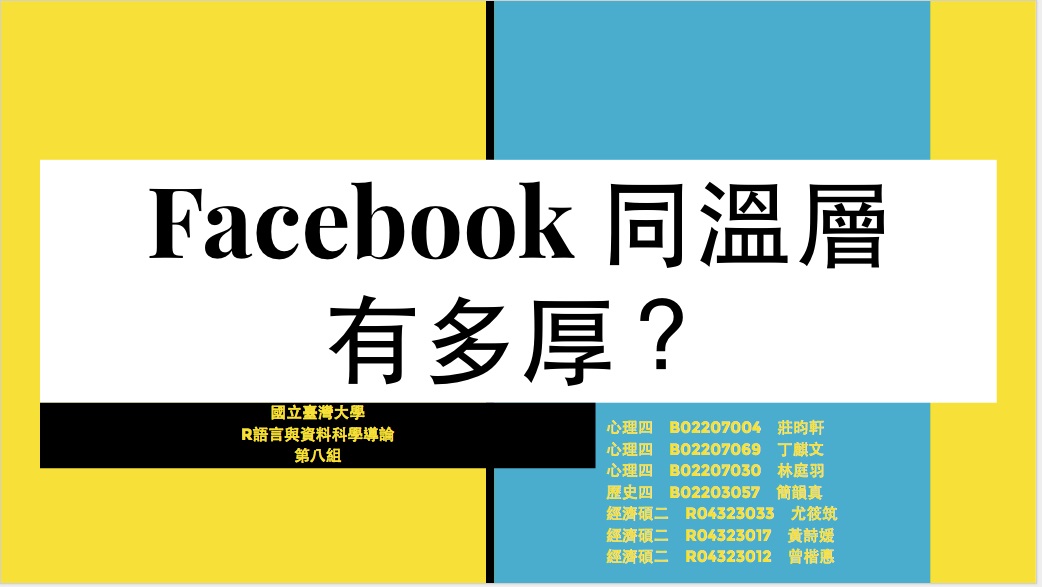 Facebook 同溫層
有多厚？
國立臺灣大學
R語言與資料科學導論
第八組
心理四 B02207004 莊昀軒
心理四 B02207069 丁麒文
心理四 B02207030 林庭羽
歷史四 B02203057 簡韻真
經濟碩二 R04323033 尤筱筑
經濟碩二 R04323017 黃詩媛
經濟碩二 R04323012 曾楷惠